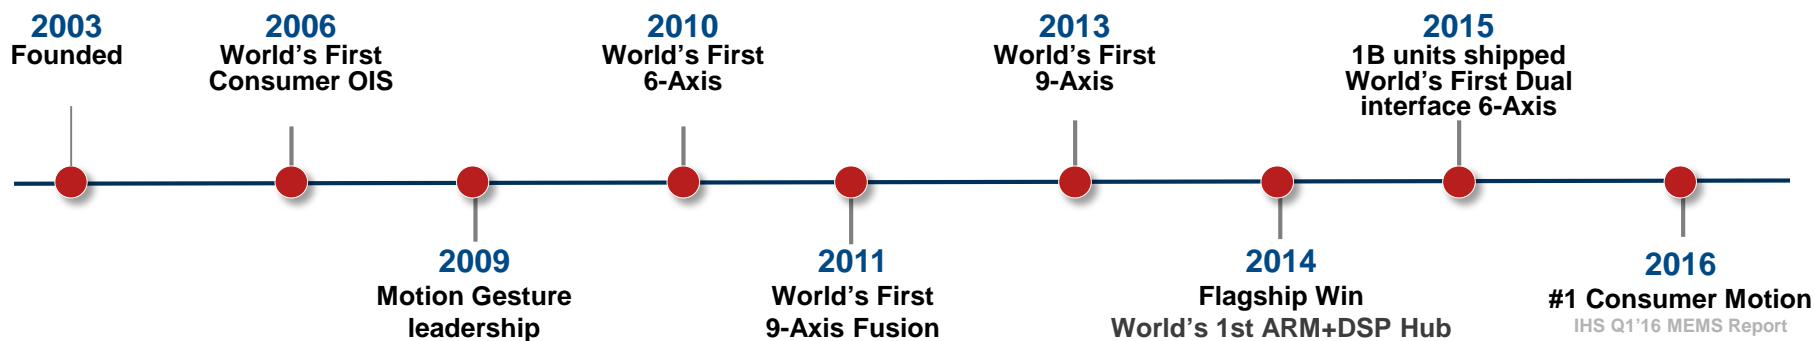 2003
Founded
2006
World's First
Consumer OIS
2009
Motion Gesture
leadership
2010
World's First
6-Axis
2011
World's First
9-Axis Fusion
2013
World's First
9-Axis
2014
Flagship Win
World's 1st ARM+DSP Hub
2015
1B units shipped
World's First Dual
interface 6-Axis
2016
#1 Consumer Motion
IHS Q1'16 MEMS Report